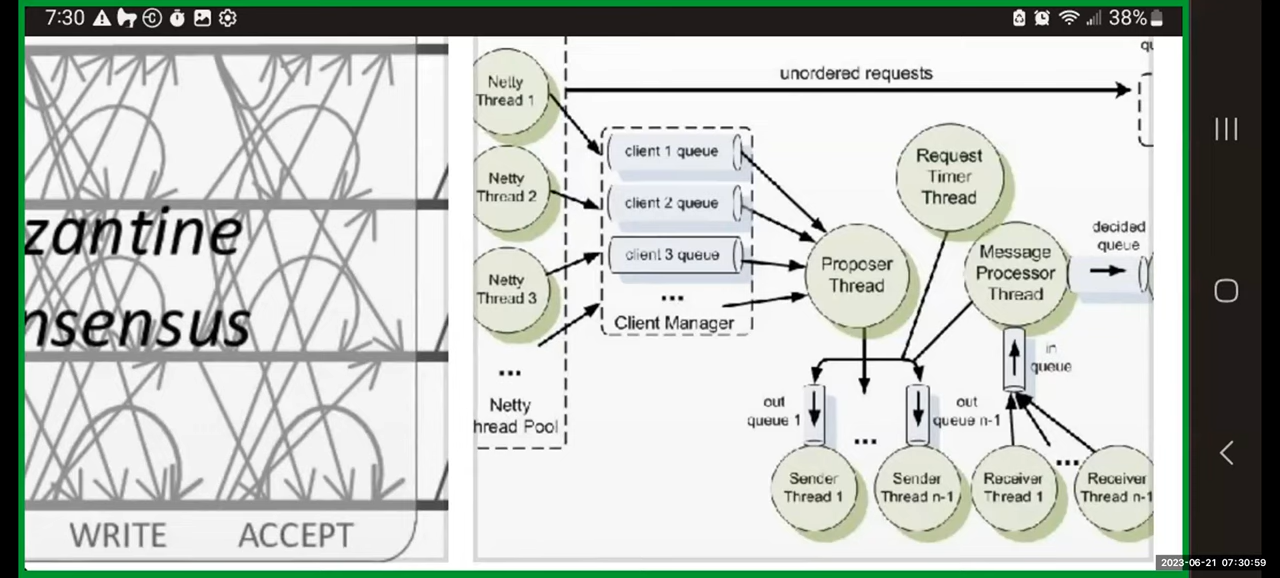 7:30
38%
zantine
nsensus
WRITE ACCEPT
unordered requests
Netty
Thread 1
Netty
Thread 2
Netty
Thread 3
...
Netty
hread Pool
client 1 queue
client 2 queue
client 3 queue
...
Client Manager
Proposer
Thread
Request
Timer
Thread
Message
Processor
Thread
decided
queue
in
queue
out
queue 1
...
out
queue n-1
Sender
Thread 1
Sender
Thread n-1
Receiver
Thread 1
...
Receiver
Thread n-1
2023-06-21 07:30:59